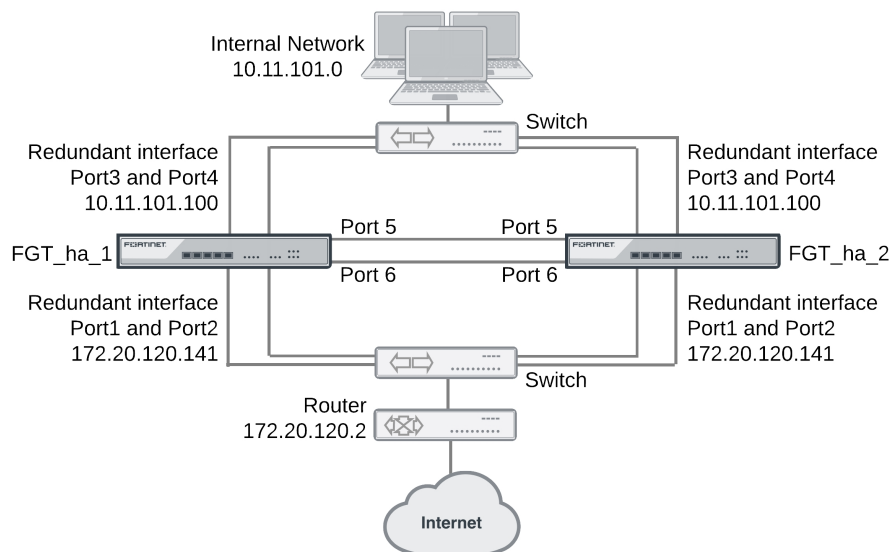 Internal Network
10.11.101.0
Switch
Redundant interface
Port3 and Port4
10.11.101.100
Redundant interface
Port3 and Port4
10.11.101.100
FGT_ha_1
FORTINET
Port 5
Port 5
FORTINET
FGT_ha_2
Port 6
Port 6
Redundant interface
Port1 and Port2
172.20.120.141
Redundant interface
Port1 and Port2
172.20.120.141
Switch
Router
172.20.120.2
Internet